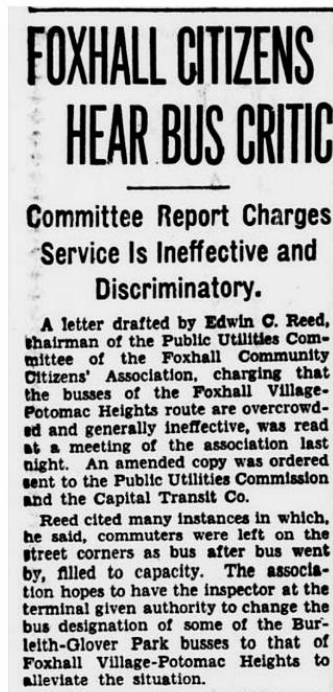 FOXHALL CITIZENS
HEAR BUS CRITIC
Committee Report Charges
Service Is Ineffective and
Discriminatory.
A letter drafted by Edwin C. Reed,
chairman of the Public Utilities Com-
mittee of the Foxhall Community
Citizens' Association, charging that
the busses of the Foxhall Village-
Potomac Heights route are overcrowd-
ed and generally ineffective, was read
at a meeting of the association last
night. An amended copy was ordered
sent to the Public Utilities Commission
and the Capital Transit Co.
Reed cited many instances in which,
he said, commuters were left on the
street corners as bus after bus went
by, filled to capacity. The associa-
tion hopes to have the inspector at the
terminal given authority to change the
bus designation of some of the Bur-
leith-Glover Park busses to that of
Foxhall Village-Potomac Heights to
alleviate the situation.